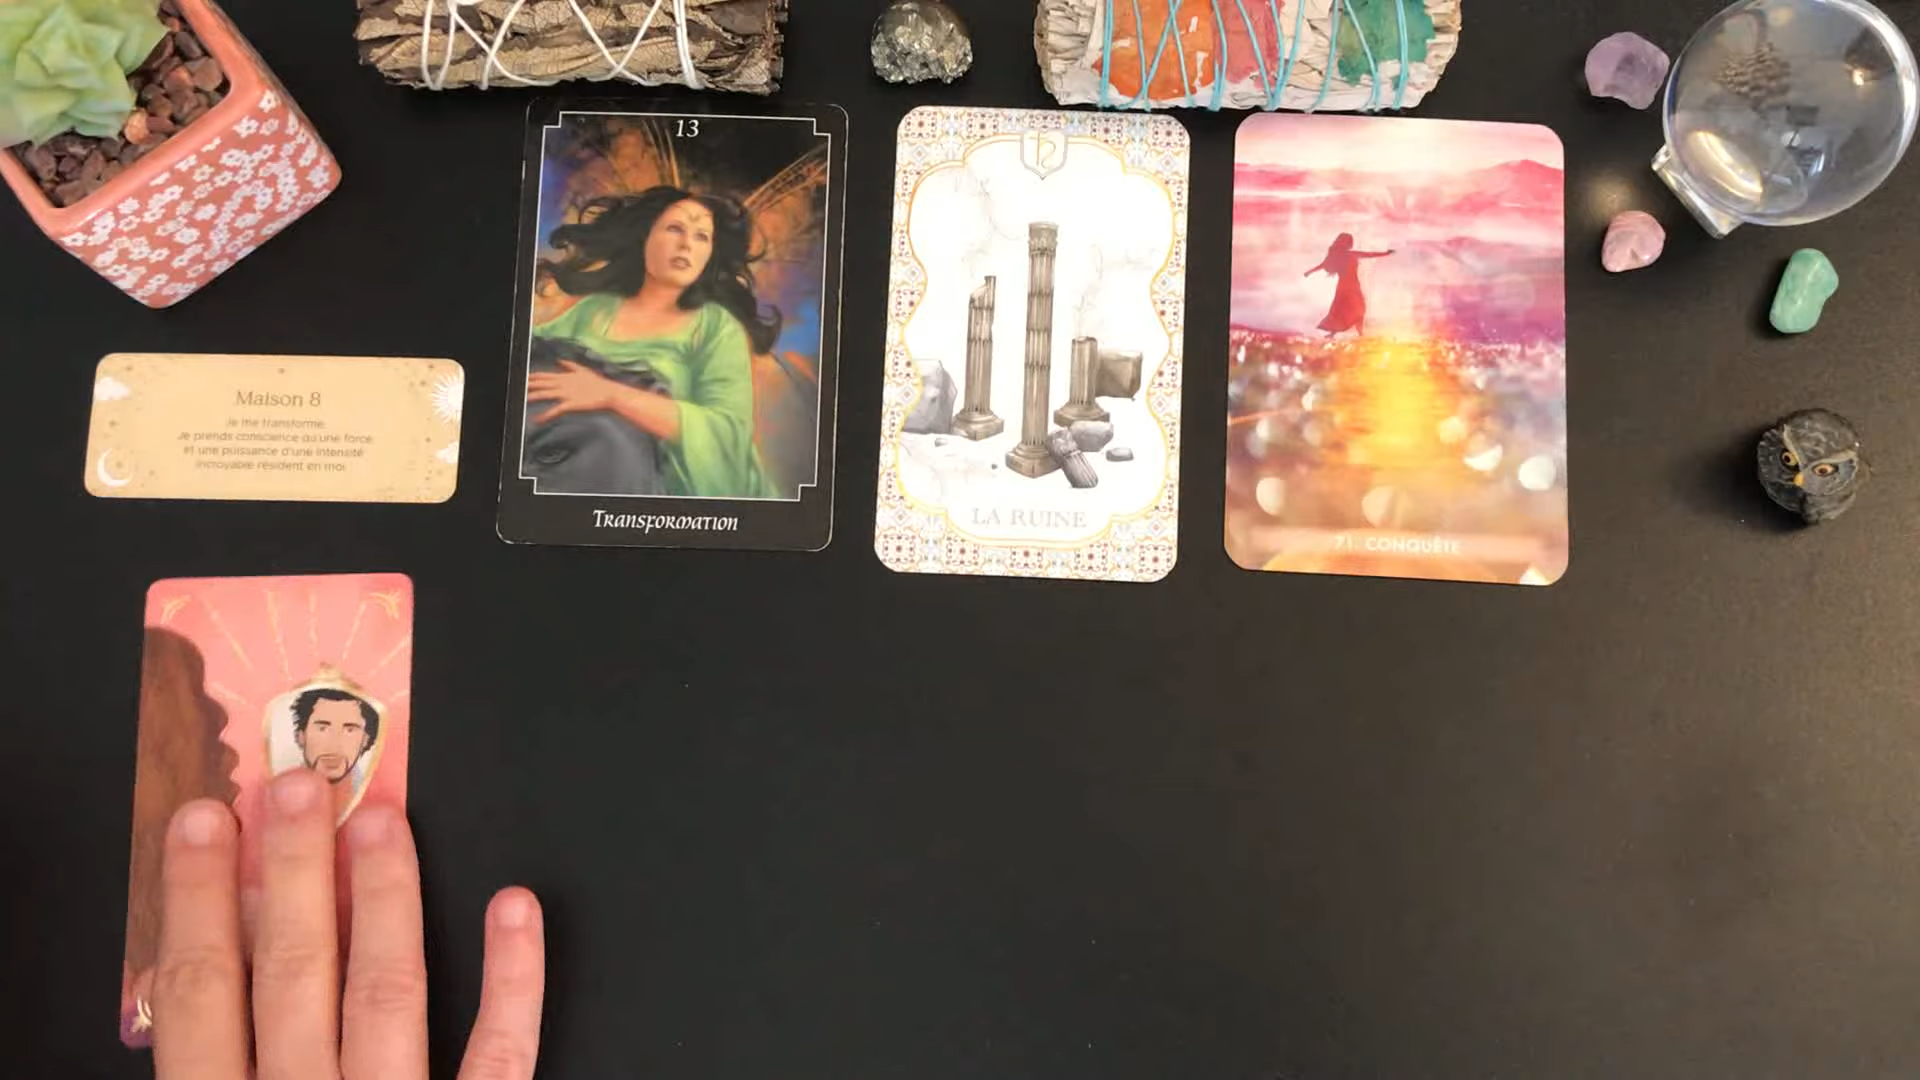 13
Transformation
LA RUINE
71. CONQUÊTE
Maison 8
Je me transforme.
Je prends conscience qu'une force
et une puissance d'une intensité
incroyable résident en moi.